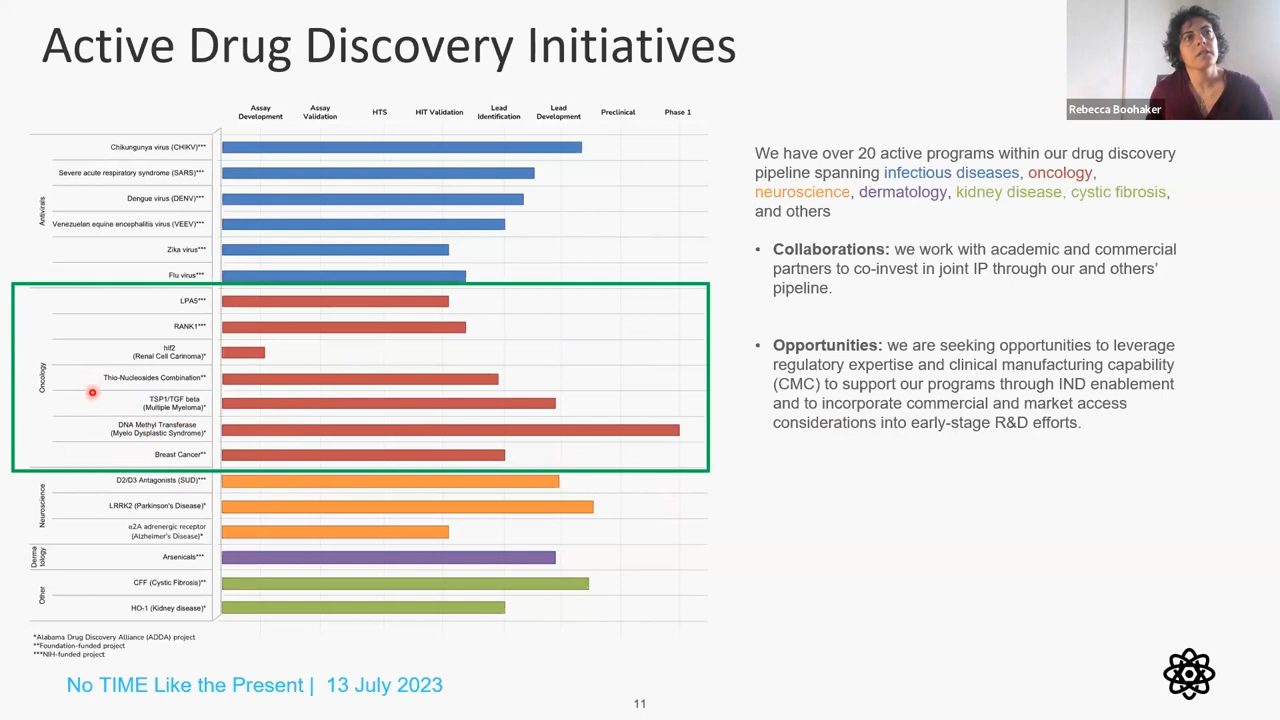 Active Drug Discovery Initiatives
Rebecca Boohaker
Assay
Development
Assay
Validation
HTS
HIT Validation
Lead
Identification
Lead
Development
Preclinical
Phase 1
Antivirals
Chikungunya virus (CHIKV)***
Severe acute respiratory syndrome (SARS)***
Dengue virus (DENV)***
Venezuelan equine encephalitis virus (VEEV)***
Zika virus***
Flu virus***
Oncology
LPA5***
RANK1***
hif2
(Renal Cell Carinoma)*
Thio-Nucleosides Combination**
TSP1/TGF beta
(Multiple Myeloma)*
DNA Methyl Transferase
(Myelo Dysplastic Syndrome)*
Breast Cancer**
Neuroscience
D2/D3 Antagonists (SUD)***
LRRK2 (Parkinson's Disease)*
α2A adrenergic receptor
(Alzheimer's Disease)*
Derma
tology
Arsenicals***
Other
CFF (Cystic Fibrosis)**
HO-1 (Kidney disease)*
*Alabama Drug Discovery Alliance (ADDA) project
**Foundation-funded project
***NIH-funded project
We have over 20 active programs within our drug discovery
pipeline spanning infectious diseases, oncology,
neuroscience, dermatology, kidney disease, cystic fibrosis,
and others
• Collaborations: we work with academic and commercial
partners to co-invest in joint IP through our and others'
pipeline.
• Opportunities: we are seeking opportunities to leverage
regulatory expertise and clinical manufacturing capability
(CMC) to support our programs through IND enablement
and to incorporate commercial and market access
considerations into early-stage R&D efforts.
No TIME Like the Present | 13 July 2023
11